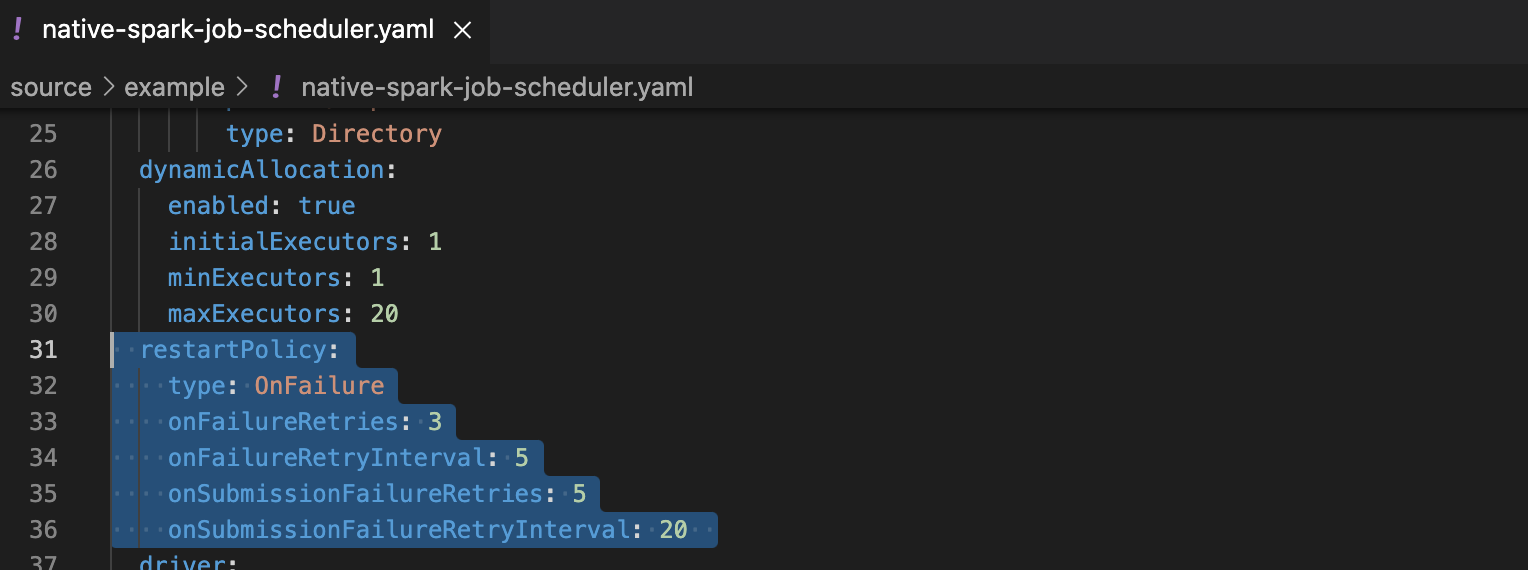 ! native-spark-job-scheduler.yaml ×
source > example > ! native-spark-job-scheduler.yaml
25 type: Directory
26 dynamicAllocation:
27 enabled: true
28 initialExecutors: 1
29 minExecutors: 1
30 maxExecutors: 20
31 restartPolicy:
32 type: OnFailure
33 onFailureRetries: 3
34 onFailureRetryInterval: 5
35 onSubmissionFailureRetries: 5
36 onSubmissionFailureRetryInterval: 20
37 driver: